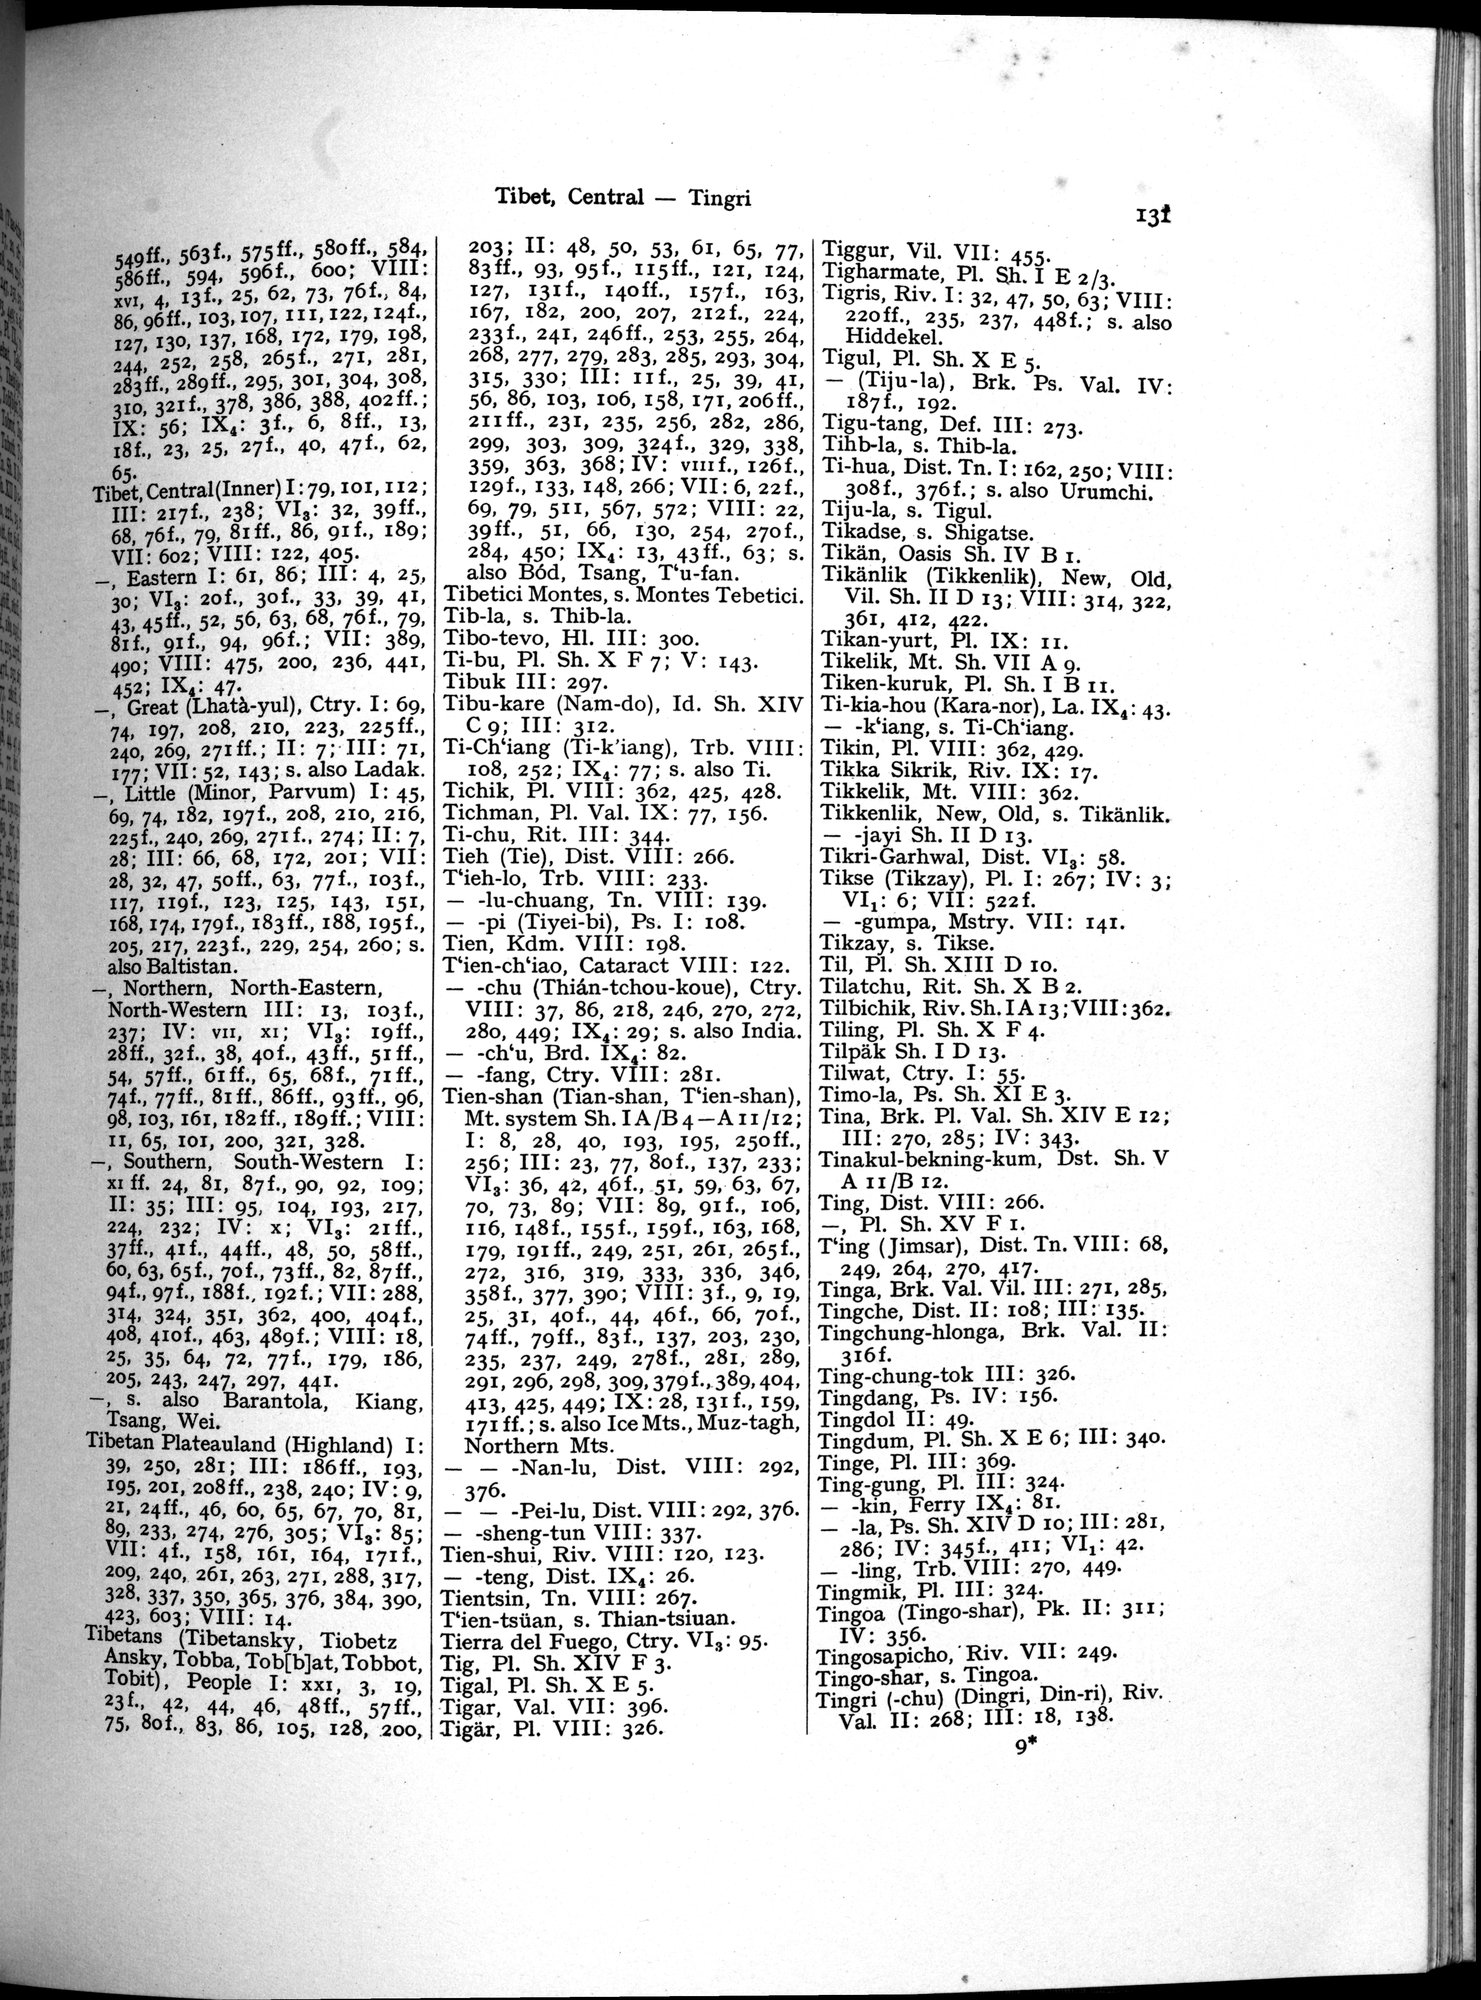 Tibet, Central — Tingri
131
549ff., 563f., 575ff., 580ff., 584,
586ff., 594, 596f., 600; VIII:
XVI, 4, 13f., 25, 62, 73, 76f., 84,
86, 96ff., 103, 107, 111, 122, 124f.,
127, 130, 137, 168, 172, 179, 198,
244, 252, 258, 265f., 271, 281,
283ff., 289ff., 295, 301, 304, 308,
310, 321f., 378, 386, 388, 402ff.;
IX: 56; IX₄: 3f., 6, 8ff., 13,
18f., 23, 25, 27f., 40, 47f., 62,
65.
Tibet, Central (Inner) I: 79, 101, 112;
III: 217f., 238; VI₃: 32, 39ff.,
68, 76f., 79, 81ff., 86, 91f., 189;
VII: 602; VIII: 122, 405.
—, Eastern I: 61, 86; III: 4, 25,
30; VI₃: 20f., 30f., 33, 39, 41,
43, 45ff., 52, 56, 63, 68, 76f., 79,
81f., 91f., 94, 96f.; VII: 389,
490; VIII: 475, 200, 236, 441,
452; IX₄: 47.
—, Great (Lhatà-yul), Ctry. I: 69,
74, 197, 208, 210, 223, 225ff.,
240, 269, 271ff.; II: 7; III: 71,
177; VII: 52, 143; s. also Ladak.
—, Little (Minor, Parvum) I: 45,
69, 74, 182, 197f., 208, 210, 216,
225f., 240, 269, 271f., 274; II: 7,
28; III: 66, 68, 172, 201; VII:
28, 32, 47, 50ff., 63, 77f., 103f.,
117, 119f., 123, 125, 143, 151,
168, 174, 179f., 183ff., 188, 195f.,
205, 217, 223f., 229, 254, 260; s.
also Baltistan.
—, Northern, North-Eastern,
North-Western III: 13, 103f.,
237; IV: VII, XI; VI₃: 19ff.,
28ff., 32f., 38, 40f., 43ff., 51ff.,
54, 57ff., 61ff., 65, 68f., 71ff.,
74f., 77ff., 81ff., 86ff., 93ff., 96,
98, 103, 161, 182ff., 189ff.; VIII:
11, 65, 101, 200, 321, 328.
—, Southern, South-Western I:
XI ff. 24, 81, 87f., 90, 92, 109;
II: 35; III: 95, 104, 193, 217,
224, 232; IV: X; VI₃: 21ff.,
37ff., 41f., 44ff., 48, 50, 58ff.,
60, 63, 65f., 70f., 73ff., 82, 87ff.,
94f., 97f., 188f., 192f.; VII: 288,
314, 324, 351, 362, 400, 404f.,
408, 410f., 463, 489f.; VIII: 18,
25, 35, 64, 72, 77f., 179, 186,
205, 243, 247, 297, 441.
—, s. also Barantola, Kiang,
Tsang, Wei.
Tibetan Plateauland (Highland) I:
39, 250, 281; III: 186ff., 193,
195, 201, 208ff., 238, 240; IV: 9,
21, 24ff., 46, 60, 65, 67, 70, 81,
89, 233, 274, 276, 305; VI₃: 85;
VII: 4f., 158, 161, 164, 171f.,
209, 240, 261, 263, 271, 288, 317,
328, 337, 350, 365, 376, 384, 390,
423, 603; VIII: 14.
Tibetans (Tibetansky, Tiobetz
Ansky, Tobba, Tob[b]at, Tobbot,
Tobit), People I: XXI, 3, 19,
23f., 42, 44, 46, 48ff., 57ff.,
75, 80f., 83, 86, 105, 128, 200,
203; II: 48, 50, 53, 61, 65, 77,
83ff., 93, 95f., 115ff., 121, 124,
127, 131f., 140ff., 157f., 163,
167, 182, 200, 207, 212f., 224,
233f., 241, 246ff., 253, 255, 264,
268, 277, 279, 283, 285, 293, 304,
315, 330; III: 11f., 25, 39, 41,
56, 86, 103, 106, 158, 171, 206ff.,
211ff., 231, 235, 256, 282, 286,
299, 303, 309, 324f., 329, 338,
359, 363, 368; IV: VIIIf., 126f.,
129f., 133, 148, 266; VII: 6, 22f.,
69, 79, 511, 567, 572; VIII: 22,
39ff., 51, 66, 130, 254, 270f.,
284, 450; IX₄: 13, 43ff., 63; s.
also Bód, Tsang, T‘u-fan.
Tibetici Montes, s. Montes Tebetici.
Tib-la, s. Thib-la.
Tibo-tevo, Hl. III: 300.
Ti-bu, Pl. Sh. X F 7; V: 143.
Tibuk III: 297.
Tibu-kare (Nam-do), Id. Sh. XIV
C 9; III: 312.
Ti-Ch‘iang (Ti-k’iang), Trb. VIII:
108, 252; IX₄: 77; s. also Ti.
Tichik, Pl. VIII: 362, 425, 428.
Tichman, Pl. Val. IX: 77, 156.
Ti-chu, Rit. III: 344.
Tieh (Tie), Dist. VIII: 266.
T‘ieh-lo, Trb. VIII: 233.
— -lu-chuang, Tn. VIII: 139.
— -pi (Tiyei-bi), Ps. I: 108.
Tien, Kdm. VIII: 198.
T‘ien-ch‘iao, Cataract VIII: 122.
— -chu (Thián-tchou-koue), Ctry.
VIII: 37, 86, 218, 246, 270, 272,
280, 449; IX₄: 29; s. also India.
— -ch‘u, Brd. IX₄: 82.
— -fang, Ctry. VIII: 281.
Tien-shan (Tian-shan, T‘ien-shan),
Mt. system Sh. I A/B 4—A 11/12;
I: 8, 28, 40, 193, 195, 250ff.,
256; III: 23, 77, 80f., 137, 233;
VI₃: 36, 42, 46f., 51, 59, 63, 67,
70, 73, 89; VII: 89, 91f., 106,
116, 148f., 155f., 159f., 163, 168,
179, 191ff., 249, 251, 261, 265f.,
272, 316, 319, 333, 336, 346,
358f., 377, 390; VIII: 3f., 9, 19,
25, 31, 40f., 44, 46f., 66, 70f.,
74ff., 79ff., 83f., 137, 203, 230,
235, 237, 249, 278f., 281, 289,
291, 296, 298, 309, 379f., 389, 404,
413, 425, 449; IX: 28, 131f., 159,
171ff.; s. also Ice Mts., Muz-tagh,
Northern Mts.
— — -Nan-lu, Dist. VIII: 292,
376.
— — -Pei-lu, Dist. VIII: 292, 376.
— -sheng-tun VIII: 337.
Tien-shui, Riv. VIII: 120, 123.
— -teng, Dist. IX₄: 26.
Tientsin, Tn. VIII: 267.
T‘ien-tsüan, s. Thian-tsiuan.
Tierra del Fuego, Ctry. VI₃: 95.
Tig, Pl. Sh. XIV F 3.
Tigal, Pl. Sh. X E 5.
Tigar, Val. VII: 396.
Tigär, Pl. VIII: 326.
Tiggur, Vil. VII: 455.
Tigharmate, Pl. Sh. I E 2/3.
Tigris, Riv. I: 32, 47, 50, 63; VIII:
220ff., 235, 237, 448f.; s. also
Hiddekel.
Tigul, Pl. Sh. X E 5.
— (Tiju-la), Brk. Ps. Val. IV:
187f., 192.
Tigu-tang, Def. III: 273.
Tihb-la, s. Thib-la.
Ti-hua, Dist. Tn. I: 162, 250; VIII:
308f., 376f.; s. also Urumchi.
Tiju-la, s. Tigul.
Tikadse, s. Shigatse.
Tikän, Oasis Sh. IV B 1.
Tikänlik (Tikkenlik), New, Old,
Vil. Sh. II D 13; VIII: 314, 322,
361, 412, 422.
Tikan-yurt, Pl. IX: 11.
Tikelik, Mt. Sh. VII A 9.
Tiken-kuruk, Pl. Sh. I B 11.
Ti-kia-hou (Kara-nor), La. IX₄: 43.
— -k‘iang, s. Ti-Ch‘iang.
Tikin, Pl. VIII: 362, 429.
Tikka Sikrik, Riv. IX: 17.
Tikkelik, Mt. VIII: 362.
Tikkenlik, New, Old, s. Tikänlik.
— -jayi Sh. II D 13.
Tikri-Garhwal, Dist. VI₃: 58.
Tikse (Tikzay), Pl. I: 267; IV: 3;
VI₁: 6; VII: 522f.
— -gumpa, Mstry. VII: 141.
Tikzay, s. Tikse.
Til, Pl. Sh. XIII D 10.
Tilatchu, Rit. Sh. X B 2.
Tilbichik, Riv. Sh. I A 13; VIII: 362.
Tiling, Pl. Sh. X F 4.
Tilpäk Sh. I D 13.
Tilwat, Ctry. I: 55.
Timo-la, Ps. Sh. XI E 3.
Tina, Brk. Pl. Val. Sh. XIV E 12;
III: 270, 285; IV: 343.
Tinakul-bekning-kum, Dst. Sh. V
A 11/B 12.
Ting, Dist. VIII: 266.
—, Pl. Sh. XV F 1.
T‘ing (Jimsar), Dist. Tn. VIII: 68,
249, 264, 270, 417.
Tinga, Brk. Val. Vil. III: 271, 285,
Tingche, Dist. II: 108; III: 135.
Tingchung-hlonga, Brk. Val. II:
316f.
Ting-chung-tok III: 326.
Tingdang, Ps. IV: 156.
Tingdol II: 49.
Tingdum, Pl. Sh. X E 6; III: 340.
Tinge, Pl. III: 369.
Ting-gung, Pl. III: 324.
— -kin, Ferry IX₄: 81.
— -la, Ps. Sh. XIV D 10; III: 281,
286; IV: 345f., 411; VI₁: 42.
— -ling, Trb. VIII: 270, 449.
Tingmik, Pl. III: 324.
Tingoa (Tingo-shar), Pk. II: 311;
IV: 356.
Tingosapicho, Riv. VII: 249.
Tingo-shar, s. Tingoa.
Tingri (-chu) (Dingri, Din-ri), Riv.
Val. II: 268; III: 18, 138.
9*